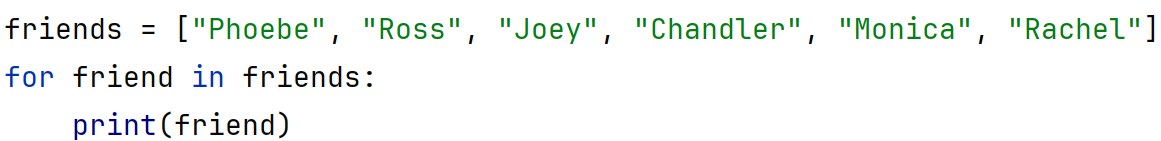 friends = ["Phoebe", "Ross", "Joey", "Chandler", "Monica", "Rachel"]
for friend in friends:
    print(friend)